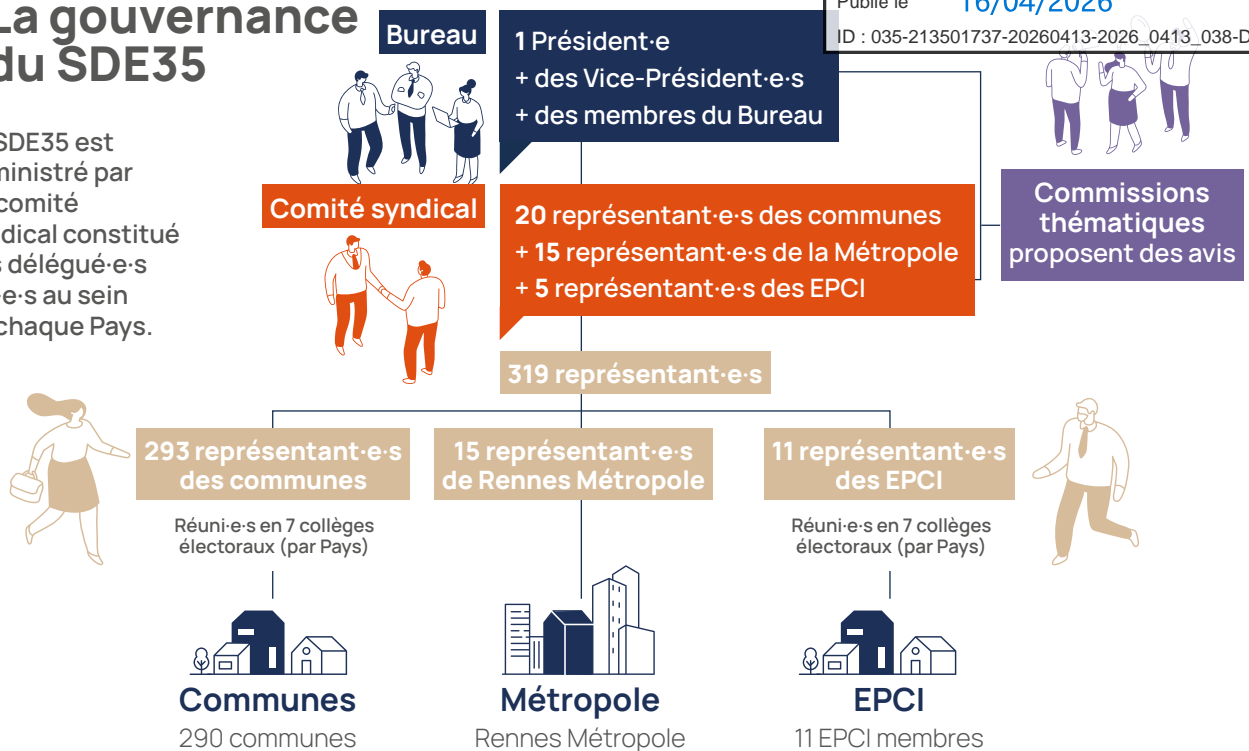 La gouvernance
du SDE35
SDE35 est
ministré par
comité
dical constitué
s délégué·e·s
·e·s au sein
chaque Pays.
Publié le 16/04/2026
ID : 035-213501737-20260413-2026_0413_038-D
Bureau
1 Président·e
+ des Vice-Président·e·s
+ des membres du Bureau
Comité syndical
20 représentant·e·s des communes
+ 15 représentant·e·s de la Métropole
+ 5 représentant·e·s des EPCI
Commissions
thématiques
proposent des avis
319 représentant·e·s
293 représentant·e·s
des communes
15 représentant·e·s
de Rennes Métropole
11 représentant·e·s
des EPCI
Réuni·e·s en 7 collèges
électoraux (par Pays)
Réuni·e·s en 7 collèges
électoraux (par Pays)
Communes
290 communes
Métropole
Rennes Métropole
EPCI
11 EPCI membres